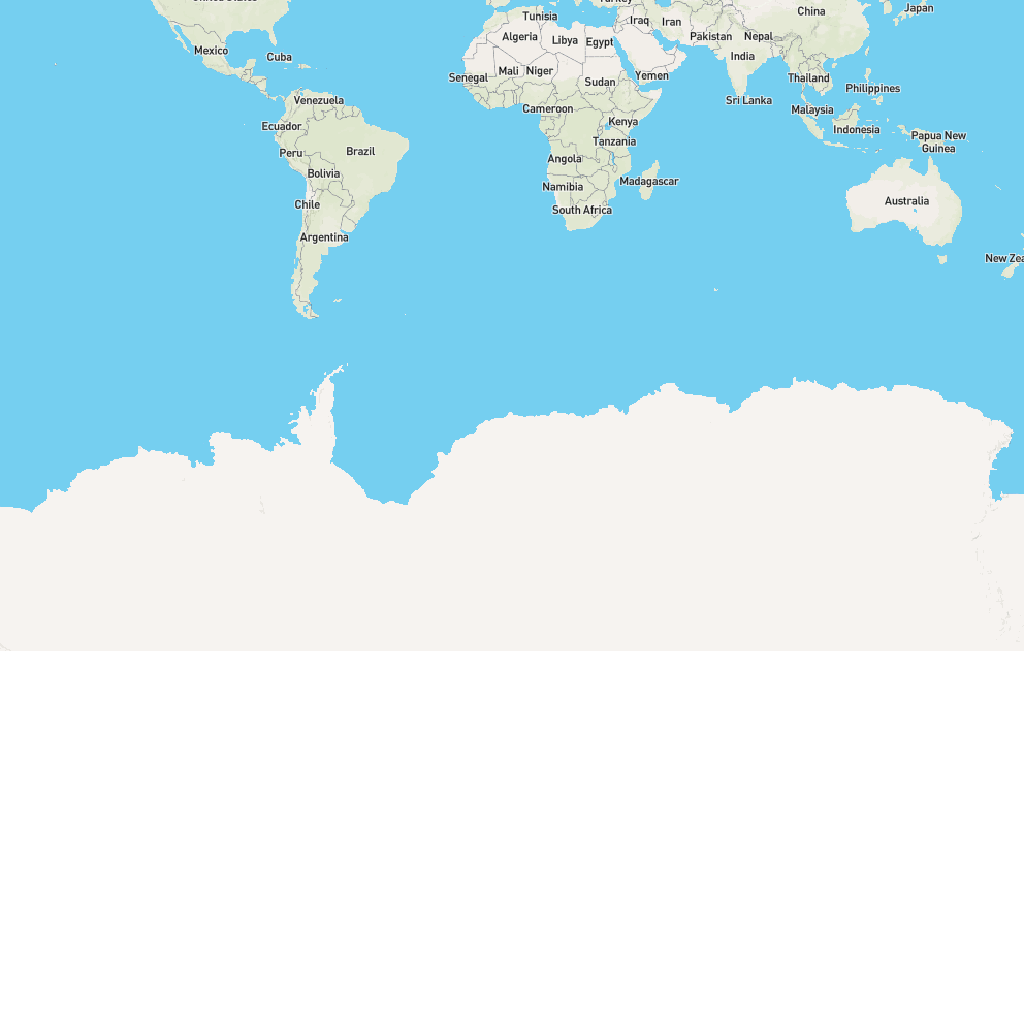 Turkey
Japan
China
Tunisia
Iraq
Iran
Algeria
Libya
Egypt
Pakistan
Nepal
Mexico
Cuba
India
Senegal
Mali
Niger
Sudan
Yemen
Thailand
Philippines
Venezuela
Sri Lanka
Cameroon
Malaysia
Ecuador
Kenya
Indonesia
Papua New
Guinea
Peru
Brazil
Tanzania
Angola
Bolivia
Namibia
Madagascar
Chile
South Africa
Australia
Argentina
New Zea